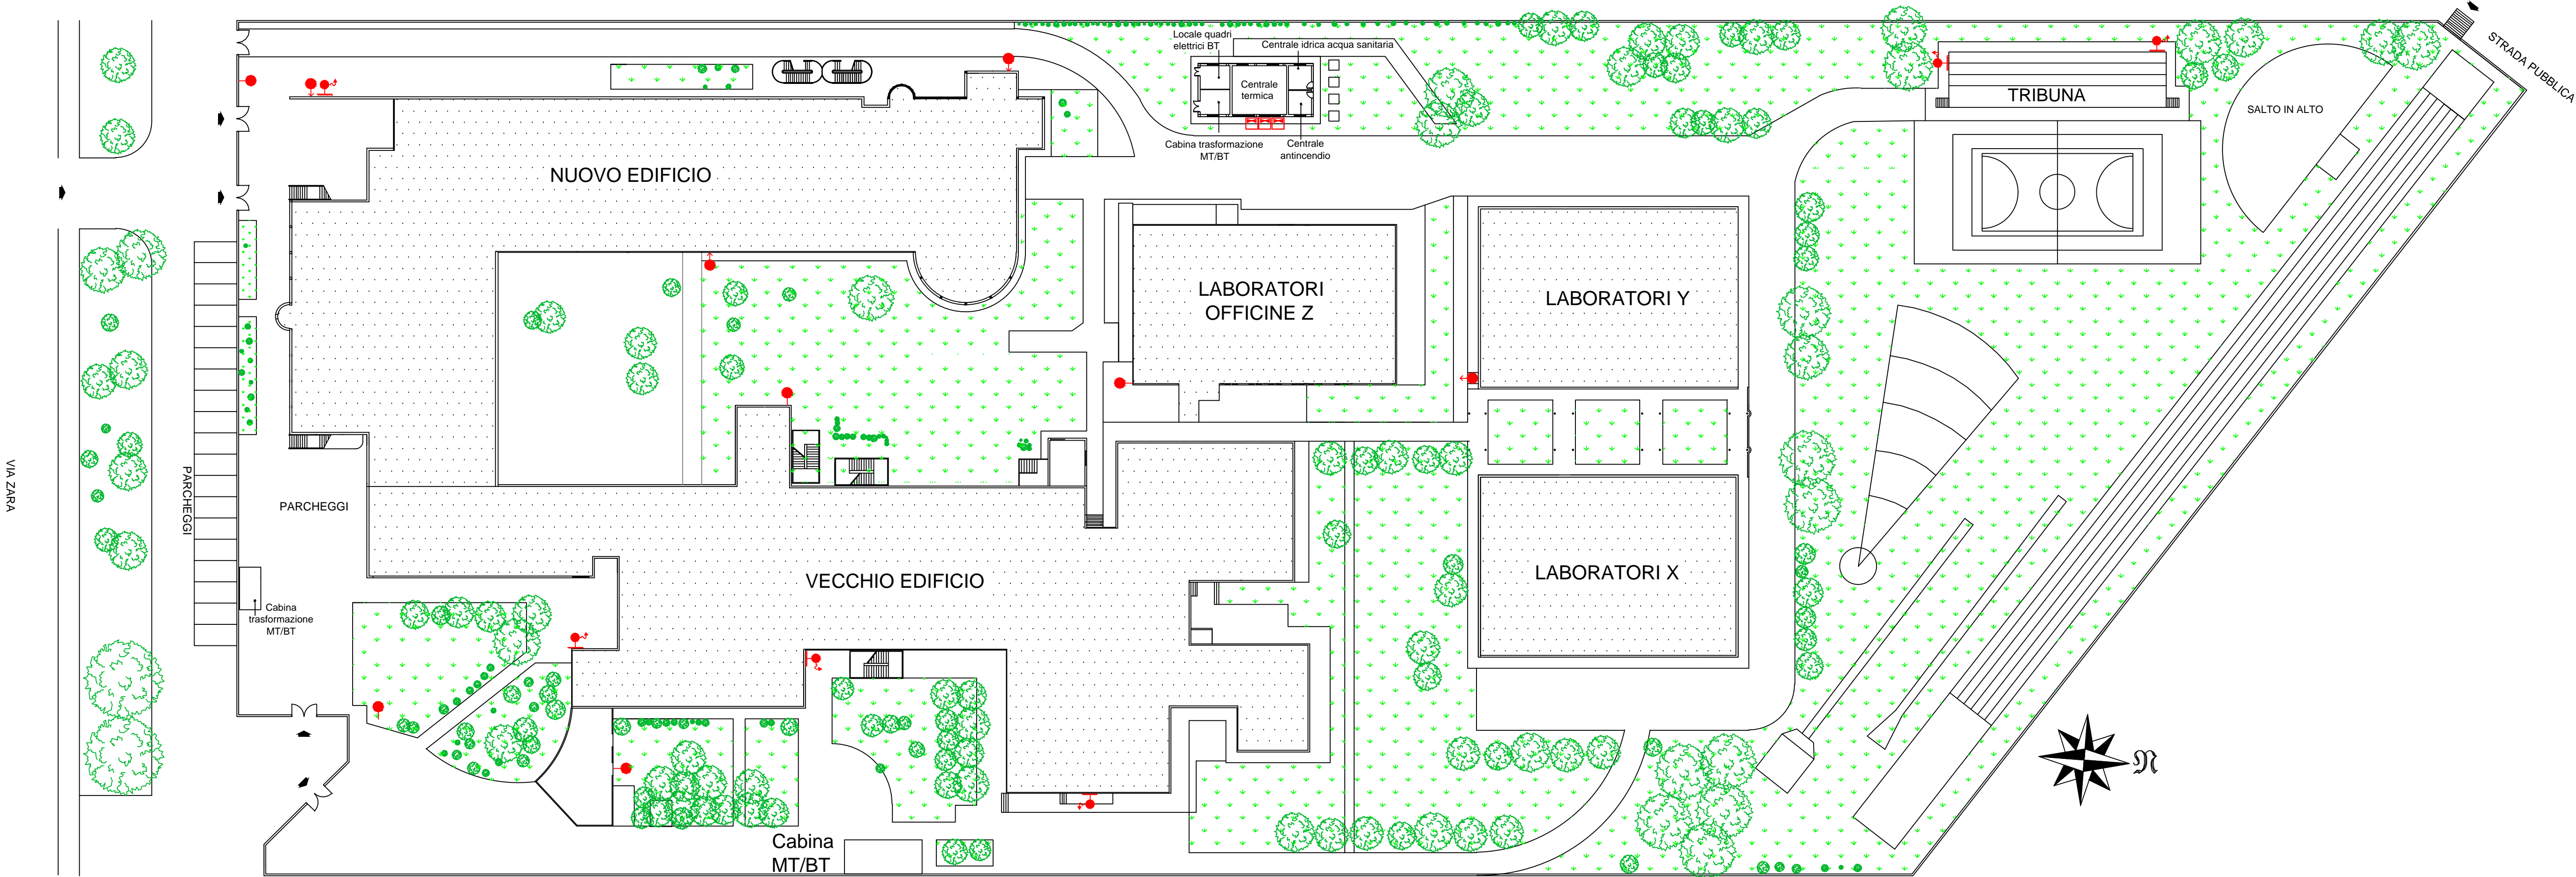 Locale quadri
elettrici BT
Centrale idrica acqua sanitaria
Centrale
termica
Cabina trasformazione
MT/BT
Centrale
antincendio
STRADA PUBBLICA
TRIBUNA
SALTO IN ALTO
NUOVO EDIFICIO
LABORATORI
OFFICINE Z
LABORATORI Y
VIA ZARA
PARCHEGGI
PARCHEGGI
VECCHIO EDIFICIO
LABORATORI X
Cabina
trasformazione
MT/BT
Cabina
MT/BT
N